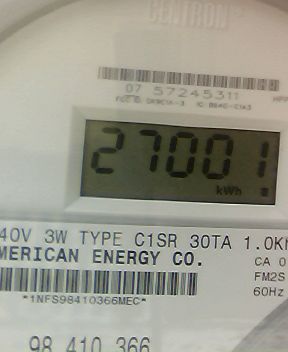 CENTRON
07 57245311
27001
kWh
40V 3W TYPE C1SR 30TA 1.0Kh
MERICAN ENERGY CO.
CA 0
FM2S
60Hz
*1NFS98410366MEC*
98 410 366